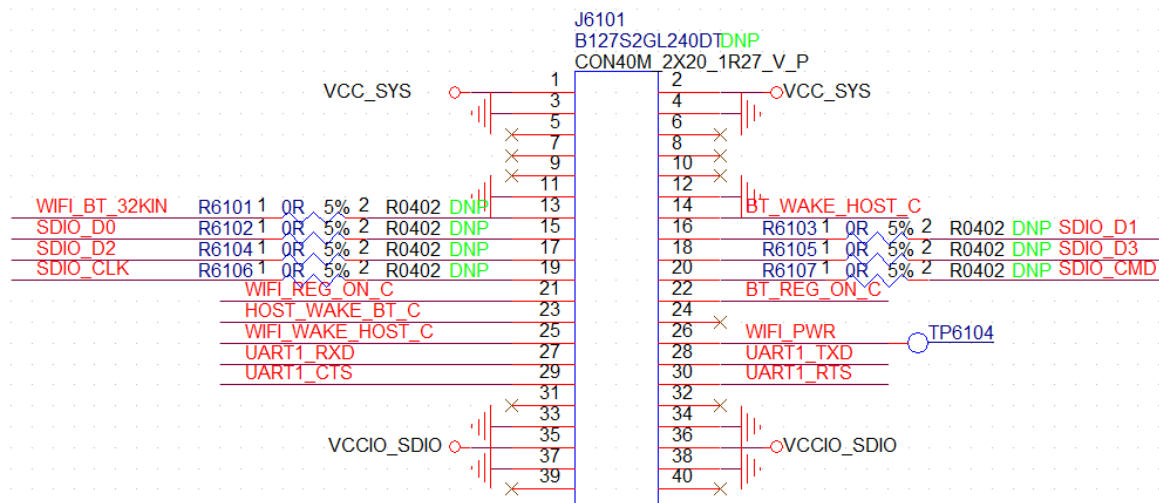 J6101
B127S2GL240DT DNP
CON40M_2X20_1R27_V_P
VCC_SYS 1 2 VCC_SYS
3 4
5 6
7 8
9 10
11 12
WIFI_BT_32KIN R6101 1 0R 5% 2 R0402 DNP 13 14 BT_WAKE_HOST_C
SDIO_D0 R6102 1 0R 5% 2 R0402 DNP 15 16 R6103 1 0R 5% 2 R0402 DNP SDIO_D1
SDIO_D2 R6104 1 0R 5% 2 R0402 DNP 17 18 R6105 1 0R 5% 2 R0402 DNP SDIO_D3
SDIO_CLK R6106 1 0R 5% 2 R0402 DNP 19 20 R6107 1 0R 5% 2 R0402 DNP SDIO_CMD
WIFI_REG_ON_C 21 22 BT_REG_ON_C
HOST_WAKE_BT_C 23 24
WIFI_WAKE_HOST_C 25 26 WIFI_PWR TP6104
UART1_RXD 27 28 UART1_TXD
UART1_CTS 29 30 UART1_RTS
31 32
33 34
VCCIO_SDIO 35 36 VCCIO_SDIO
37 38
39 40